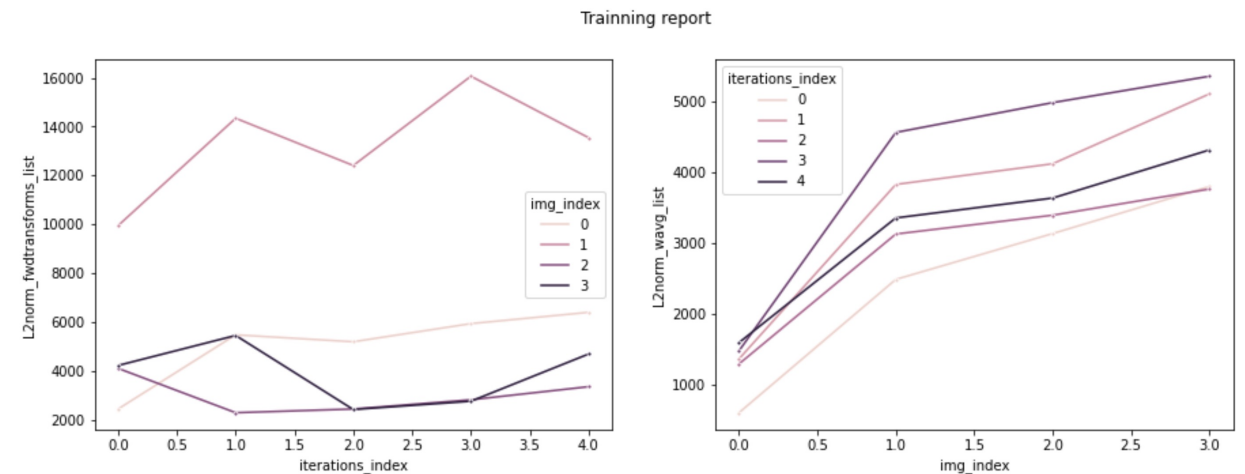 Trainning report
L2norm_fwdtransforms_list
16000
14000
12000
10000
8000
6000
4000
2000
img_index
0
1
2
3
0.0 0.5 1.0 1.5 2.0 2.5 3.0 3.5 4.0
iterations_index
L2norm_wavg_list
5000
4000
3000
2000
1000
iterations_index
0
1
2
3
4
0.0 0.5 1.0 1.5 2.0 2.5 3.0
img_index